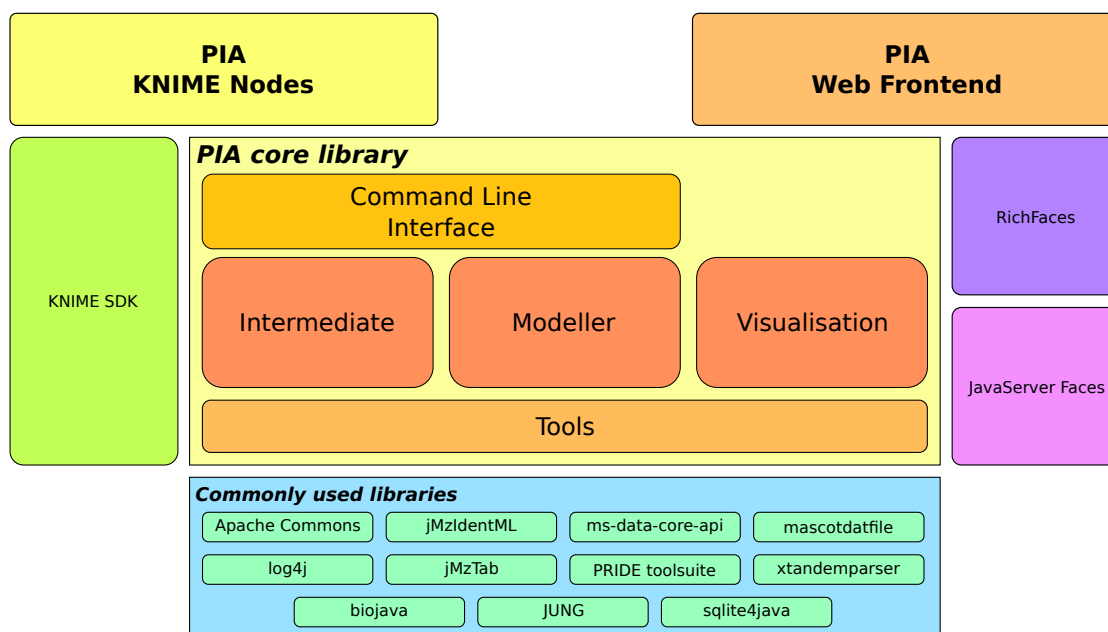 PIA
KNIME Nodes
PIA
Web Frontend
PIA core library
Command Line
Interface
KNIME SDK
Intermediate
Modeller
Visualisation
RichFaces
JavaServer Faces
Tools
Commonly used libraries
Apache Commons
jMzIdentML
ms-data-core-api
mascotdatfile
log4j
jMzTab
PRIDE toolsuite
xtandemparser
biojava
JUNG
sqlite4java